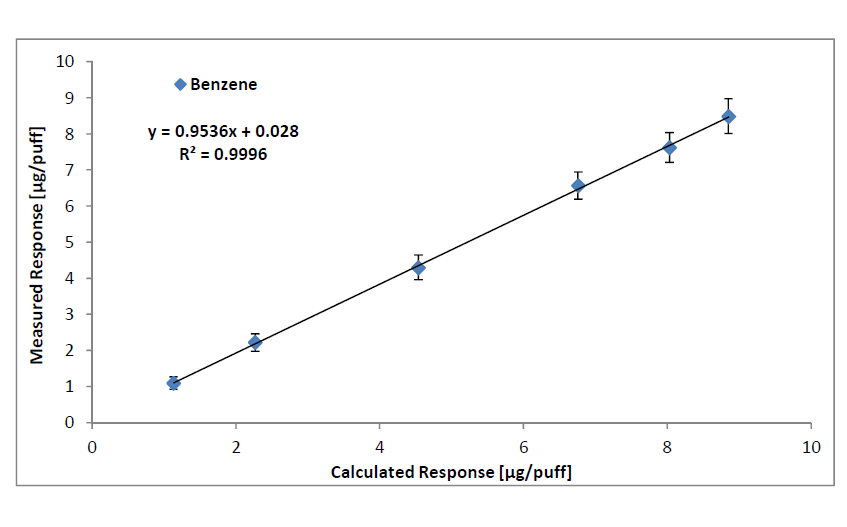 Benzene
y = 0.9536x + 0.028
R² = 0.9996
Measured Response [µg/puff]
10
9
8
7
6
5
4
3
2
1
0
0 2 4 6 8 10
Calculated Response [µg/puff]